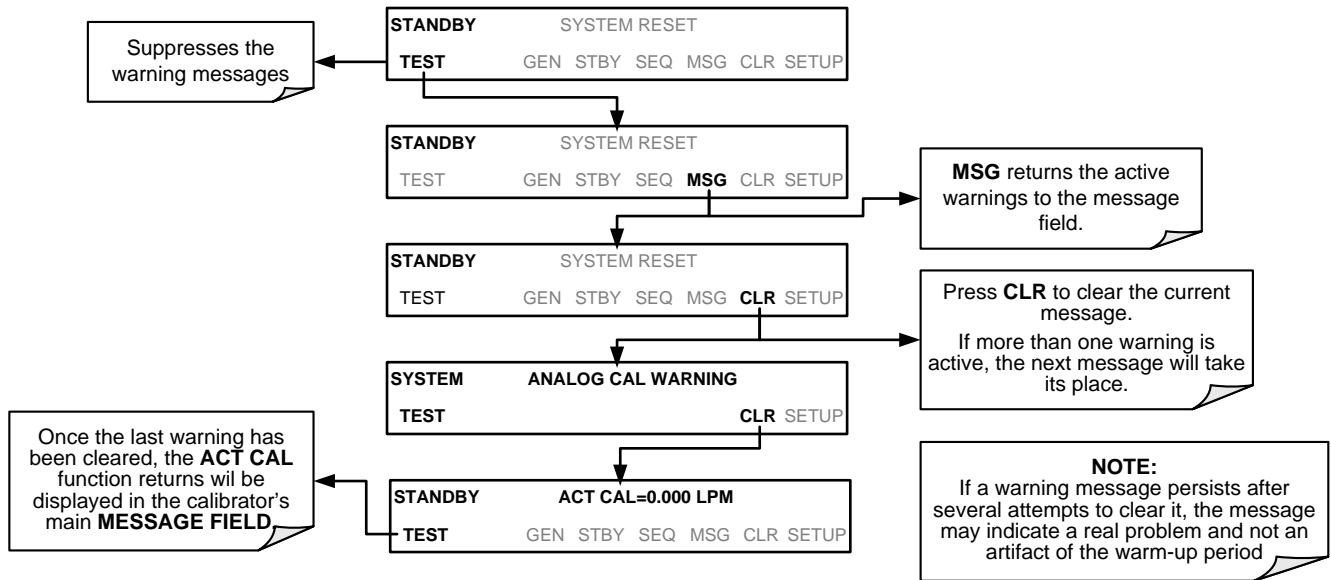 STANDBY SYSTEM RESET
TEST GEN STBY SEQ MSG CLR SETUP
Suppresses the
warning messages
STANDBY SYSTEM RESET
TEST GEN STBY SEQ MSG CLR SETUP
MSG returns the active
warnings to the message
field.
STANDBY SYSTEM RESET
TEST GEN STBY SEQ MSG CLR SETUP
Press CLR to clear the current
message.
If more than one warning is
active, the next message will take
its place.
SYSTEM ANALOG CAL WARNING
TEST CLR SETUP
Once the last warning has
been cleared, the ACT CAL
function returns wil be
displayed in the calibrator's
main MESSAGE FIELD.
STANDBY ACT CAL=0.000 LPM
TEST GEN STBY SEQ MSG CLR SETUP
NOTE:
If a warning message persists after
several attempts to clear it, the message
may indicate a real problem and not an
artifact of the warm-up period